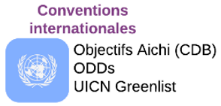 Conventions
internationales
Objectifs Aichi (CDB)
ODDs
UICN Greenlist